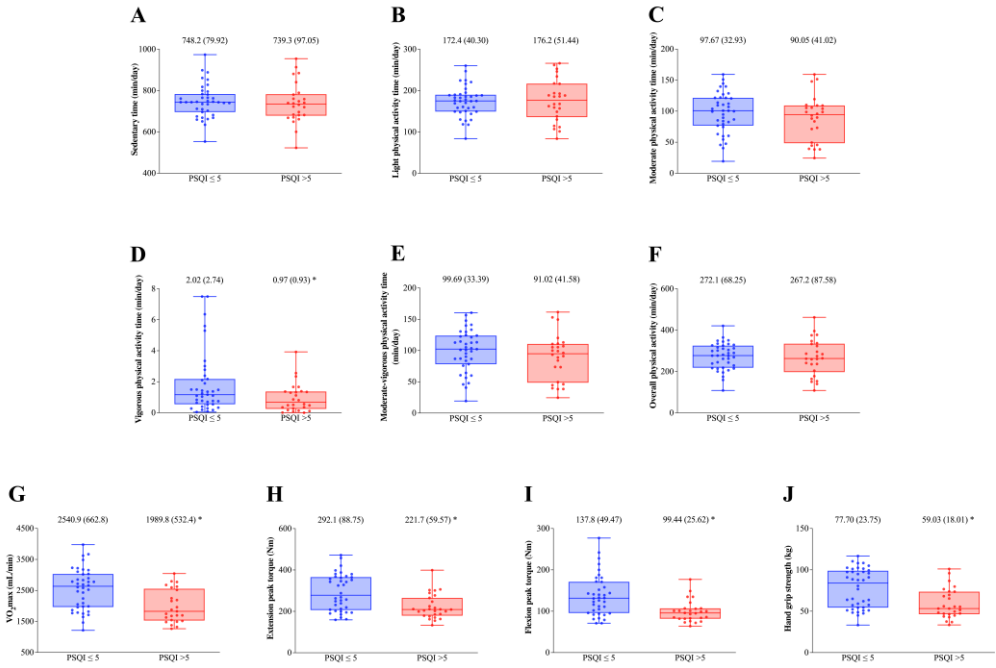 A
748.2 (79.92) 739.3 (97.05)
Sedentary time (min/day)
1000
800
600
400
PSQI ≤ 5 PSQI >5
B
172.4 (40.30) 176.2 (51.44)
Light physical activity time (min/day)
300
200
100
0
PSQI ≤ 5 PSQI >5
C
97.67 (32.93) 90.05 (41.02)
Moderate physical activity time (min/day)
200
150
100
50
0
PSQI ≤ 5 PSQI >5
D
2.02 (2.74) 0.97 (0.93) *
Vigorous physical activity time (min/day)
8
6
4
2
0
PSQI ≤ 5 PSQI >5
E
99.69 (33.39) 91.02 (41.58)
Moderate-vigorous physical activity time
(min/day)
200
150
100
50
0
PSQI ≤ 5 PSQI >5
F
272.1 (68.25) 267.2 (87.58)
Overall physical activity (min/day)
600
400
200
0
PSQI ≤ 5 PSQI >5
G
2540.9 (662.8) 1989.8 (532.4) *
VO₂max (mL/min)
4500
3500
2500
1500
500
PSQI ≤ 5 PSQI >5
H
292.1 (88.75) 221.7 (59.57) *
Extension peak torque (Nm)
600
400
200
0
PSQI ≤ 5 PSQI >5
I
137.8 (49.47) 99.44 (25.62) *
Flexion peak torque (Nm)
300
200
100
0
PSQI ≤ 5 PSQI >5
J
77.70 (23.75) 59.03 (18.01) *
Hand grip strength (kg)
150
100
50
0
PSQI ≤ 5 PSQI >5